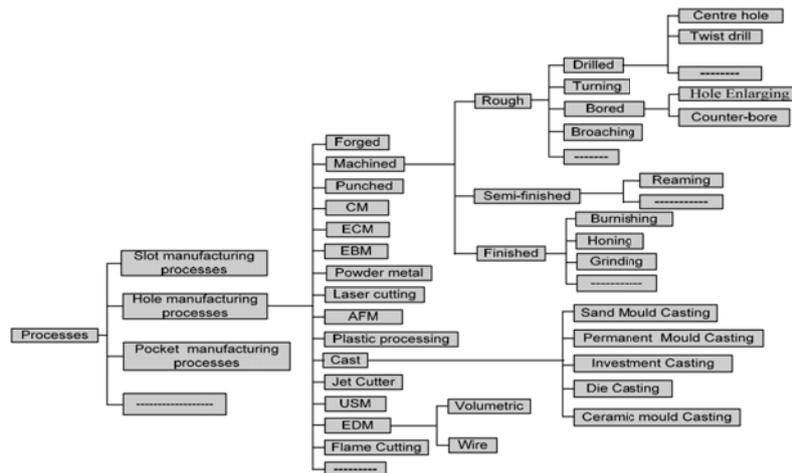 Processes
Slot manufacturing
processes
Hole manufacturing
processes
Pocket manufacturing
processes
------------------
Forged
Machined
Punched
CM
ECM
EBM
Powder metal
Laser cutting
AFM
Plastic processing
Cast
Jet Cutter
USM
EDM
Flame Cutting
---------
Rough
Semi-finished
Finished
Drilled
Turning
Bored
Broaching
-------
Centre hole
Twist drill
--------
Hole Enlarging
Counter-bore
Reaming
-----------
Burnishing
Honing
Grinding
-----------
Sand Mould Casting
Permanent Mould Casting
Investment Casting
Die Casting
Ceramic mould Casting
Volumetric
Wire